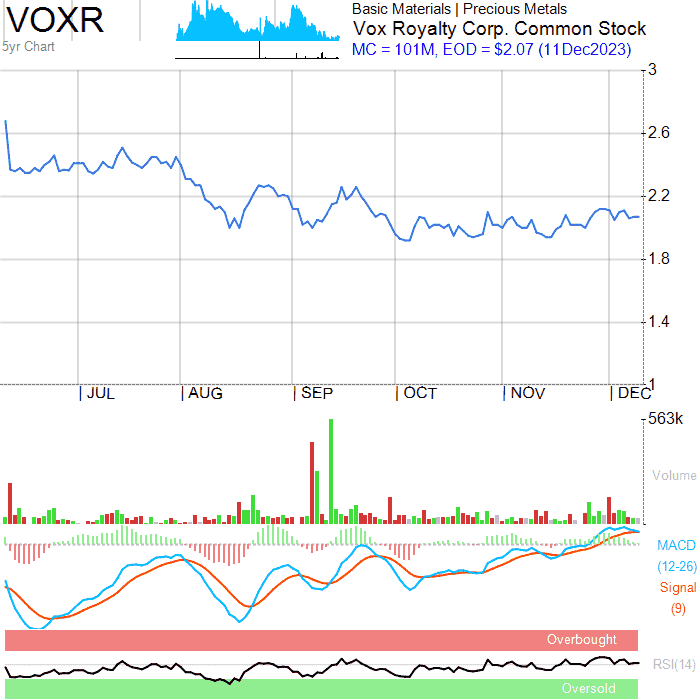 VOXR
5yr Chart
Basic Materials | Precious Metals
Vox Royalty Corp. Common Stock
MC = 101M, EOD = $2.07 (11Dec2023)
3
2.6
2.2
1.8
1.4
1
| JUL | AUG | SEP | OCT | NOV | DEC
563k
Volume
MACD
(12-26)
Signal
(9)
Overbought
RSI(14)
Oversold